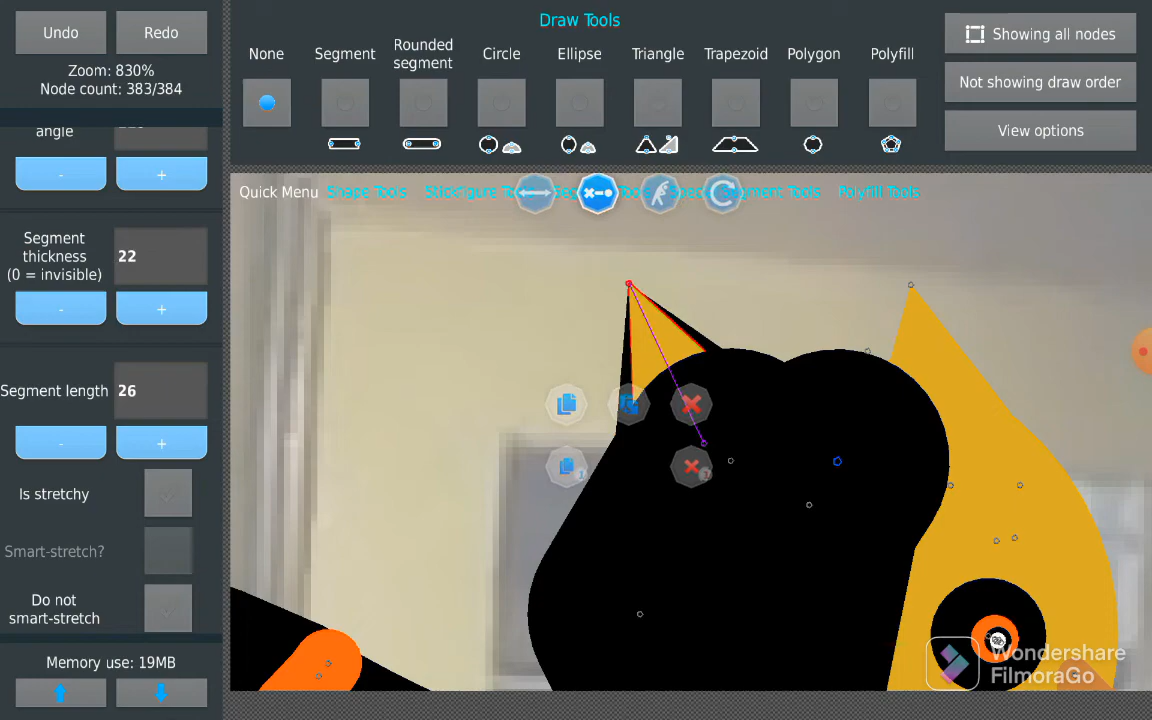 Undo
Redo
Zoom: 830%
Node count: 383/384
angle
-
+
Segment
thickness
(0 = invisible)
22
-
+
Segment length
26
-
+
Is stretchy
Smart-stretch?
Do not
smart-stretch
Memory use: 19MB
Draw Tools
None
Segment
Rounded
segment
Circle
Ellipse
Triangle
Trapezoid
Polygon
Polyfill
Showing all nodes
Not showing draw order
View options
Quick Menu
Shape Tools
Stickfigure
Segment Tools
Polyfill Tools
Wondershare
FilmoraGo